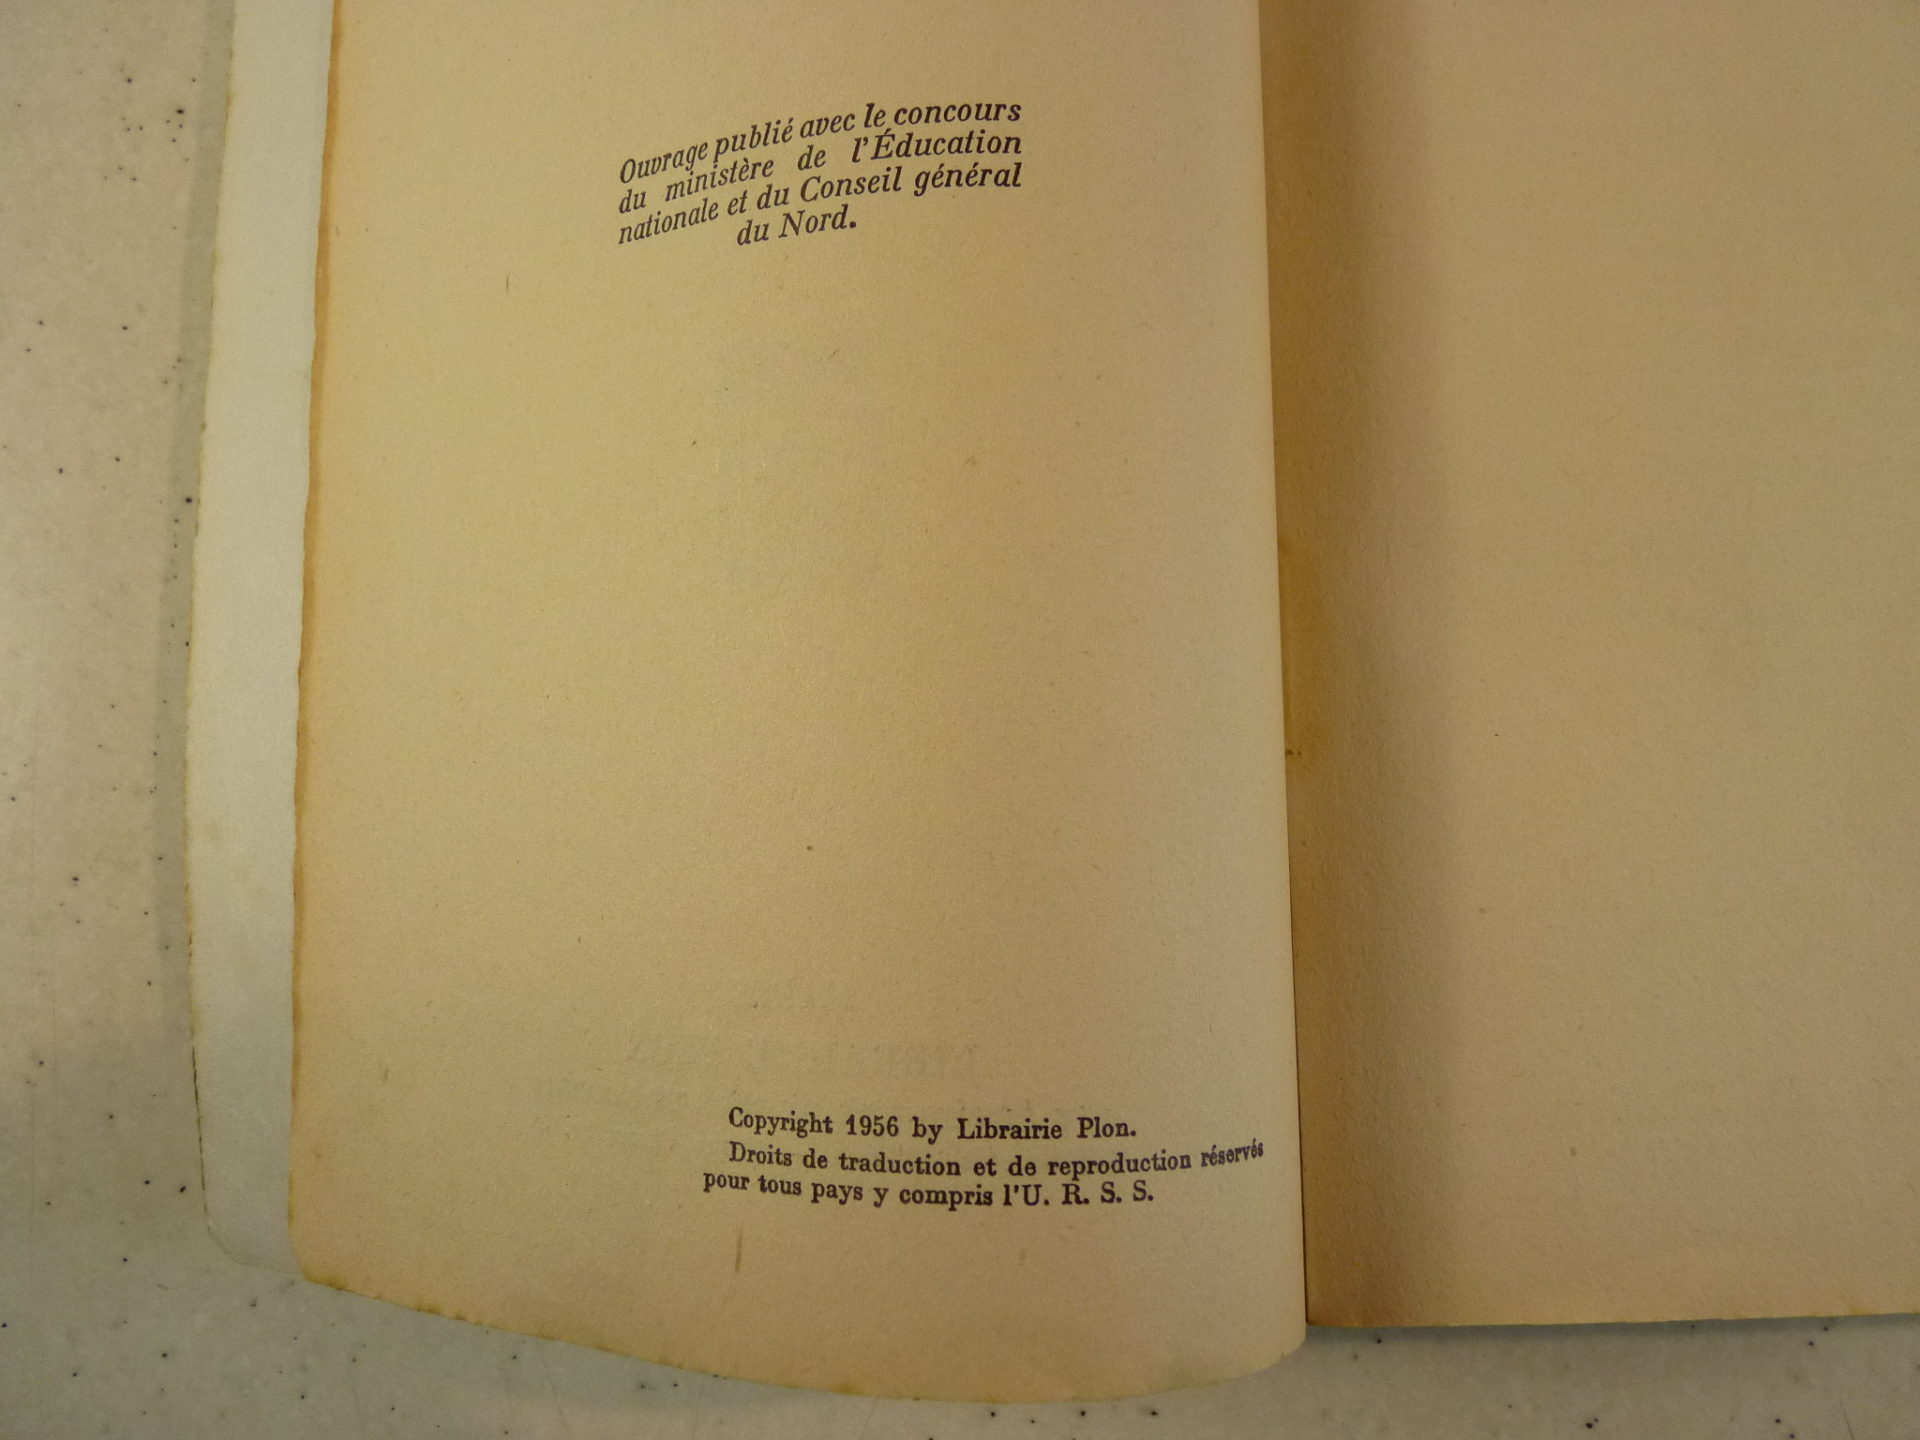 Ouvrage publié avec le concours
du ministère de l'Éducation
nationale et du Conseil général
du Nord.
Copyright 1956 by Librairie Plon.
Droits de traduction et de reproduction réservés
pour tous pays y compris l'U. R. S. S.